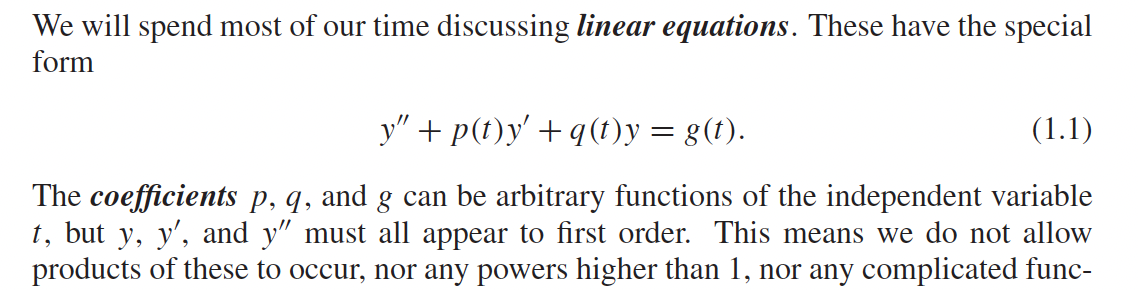 We will spend most of our time discussing linear equations. These have the special
form
y″ + p(t)y′ + q(t)y = g(t). (1.1)
The coefficients p, q, and g can be arbitrary functions of the independent variable
t, but y, y′, and y″ must all appear to first order. This means we do not allow
products of these to occur, nor any powers higher than 1, nor any complicated func-